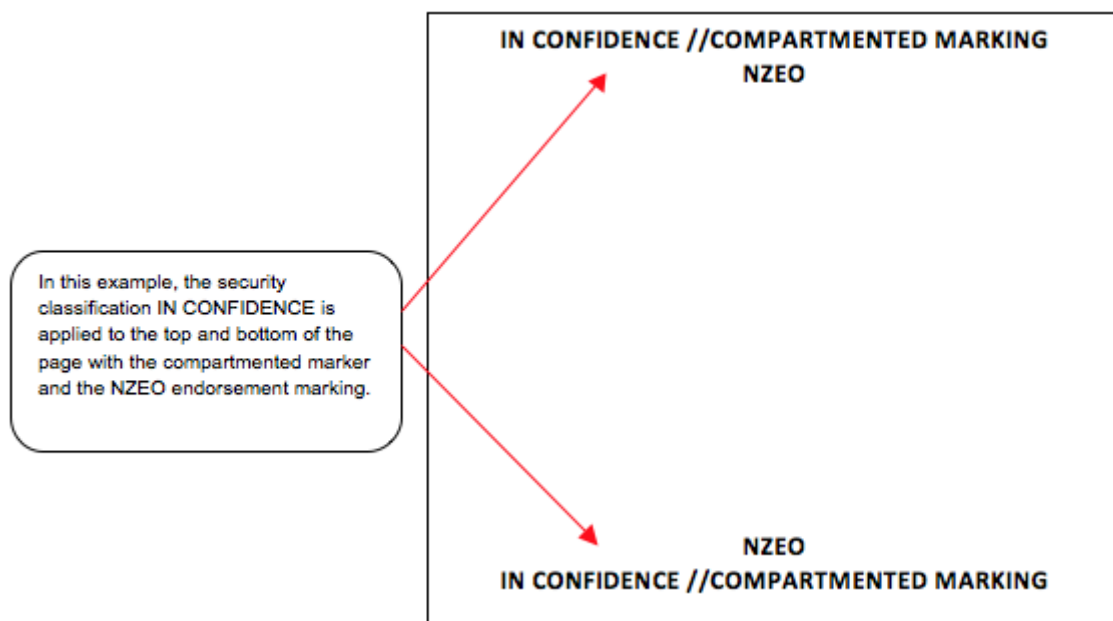 IN CONFIDENCE //COMPARTMENTED MARKING
NZEO
In this example, the security
classification IN CONFIDENCE is
applied to the top and bottom of the
page with the compartmented marker
and the NZEO endorsement marking.
NZEO
IN CONFIDENCE //COMPARTMENTED MARKING